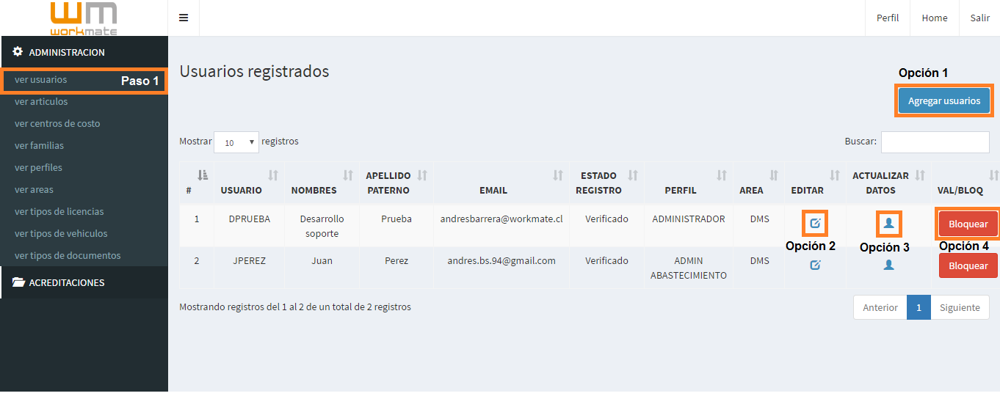 wm
workmate
Perfil
Home
Salir
ADMINISTRACION
ver usuarios
Paso 1
ver articulos
ver centros de costo
ver familias
ver perfiles
ver areas
ver tipos de licencias
ver tipos de vehiculos
ver tipos de documentos
ACREDITACIONES
Usuarios registrados
Opción 1
Agregar usuarios
Mostrar 10 registros
Buscar:
# USUARIO NOMBRES APELLIDO PATERNO EMAIL ESTADO REGISTRO PERFIL AREA EDITAR ACTUALIZAR DATOS VAL/BLOQ
1 DPRUEBA Desarrollo soporte Prueba andresbarrera@workmate.cl Verificado ADMINISTRADOR DMS Bloquear
Opción 2 Opción 3 Opción 4
2 JPEREZ Juan Perez andres.bs.94@gmail.com Verificado ADMIN ABASTECIMIENTO DMS Bloquear
Mostrando registros del 1 al 2 de un total de 2 registros
Anterior 1 Siguiente